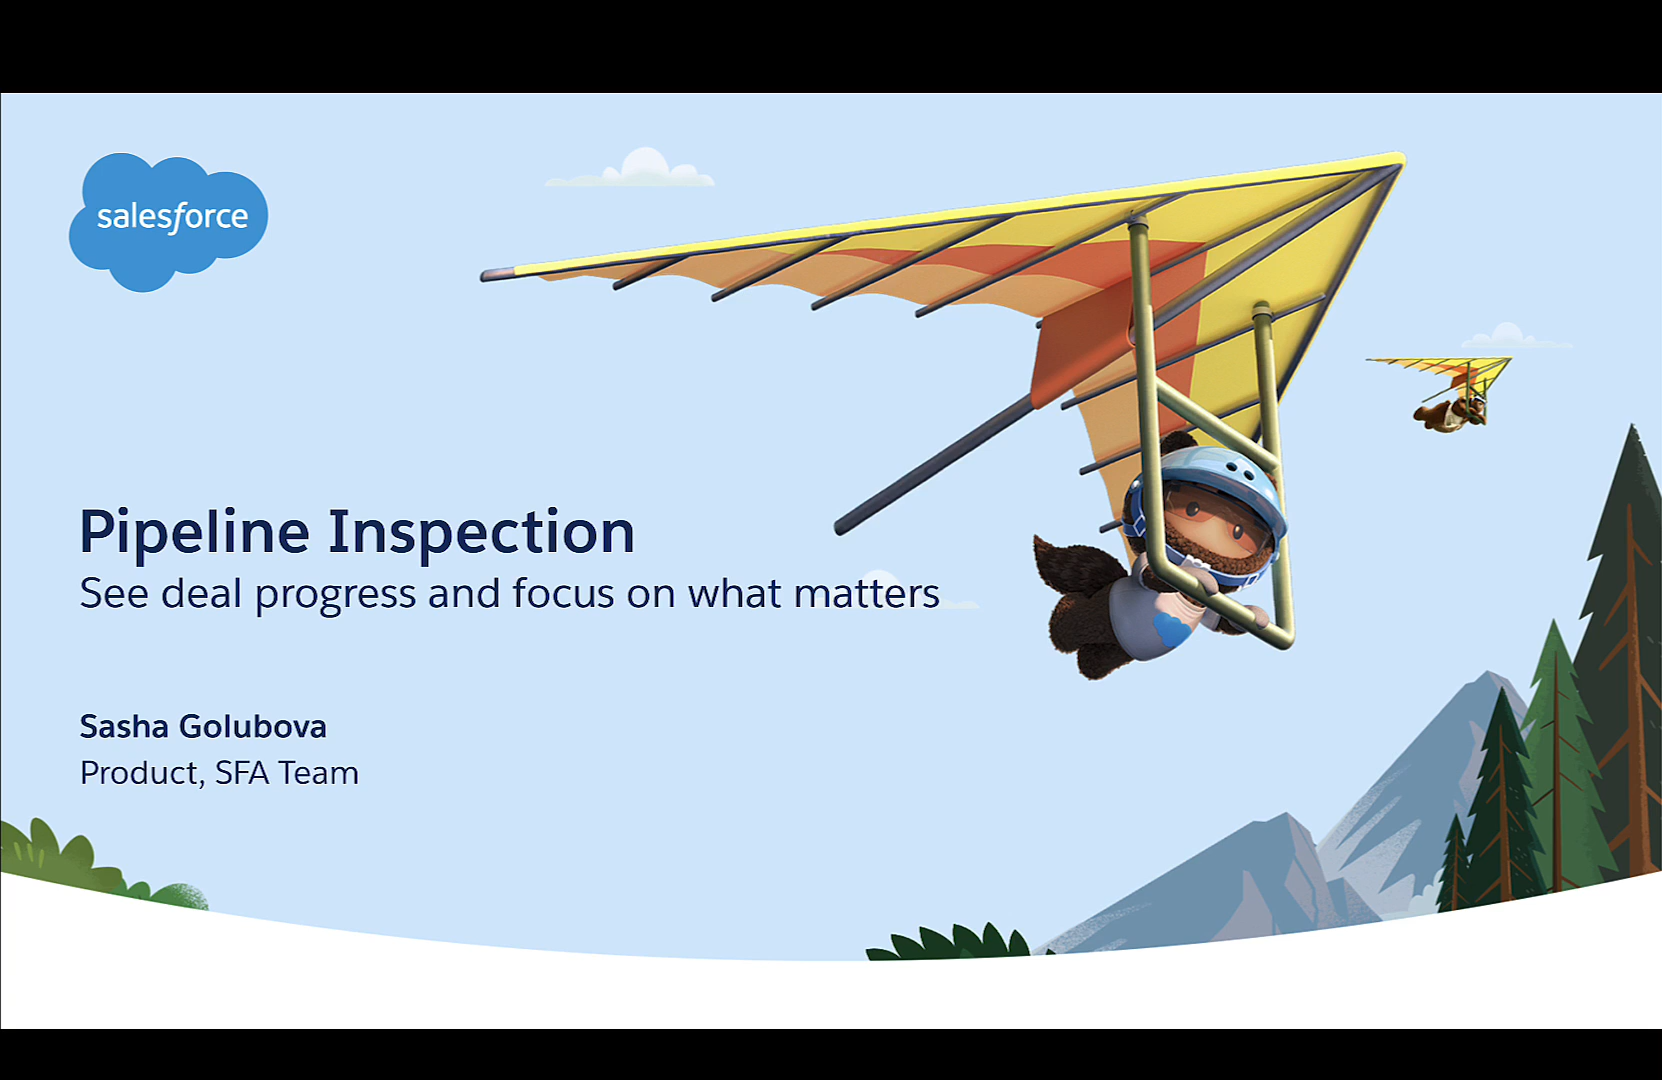 salesforce
Pipeline Inspection
See deal progress and focus on what matters
Sasha Golubova
Product, SFA Team